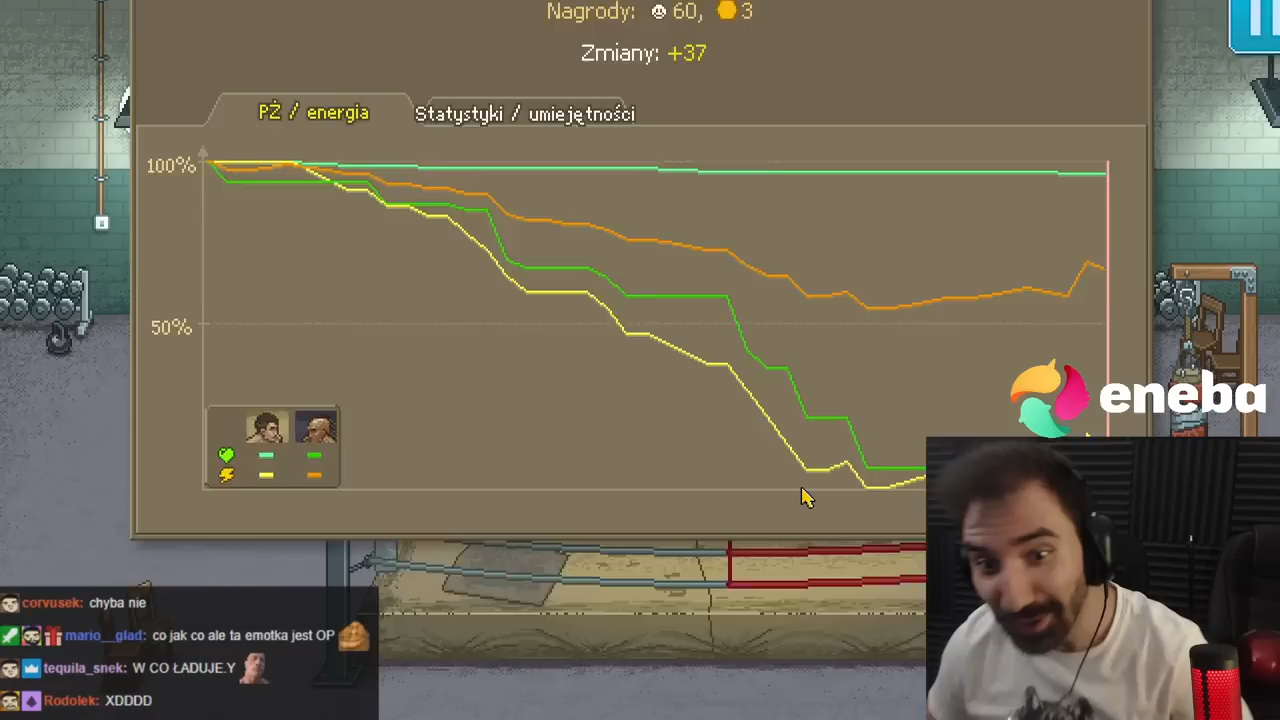 Nagrody: 60, 3
Zmiany: +37
PŻ / energia
Statystyki / umiejętności
100%
50%
eneba
corvusek: chyba nie
mario__glad: co jak co ale ta emotka jest OP
tequila_snek: W CO ŁADUJE.Y
Rodolek: XDDDD